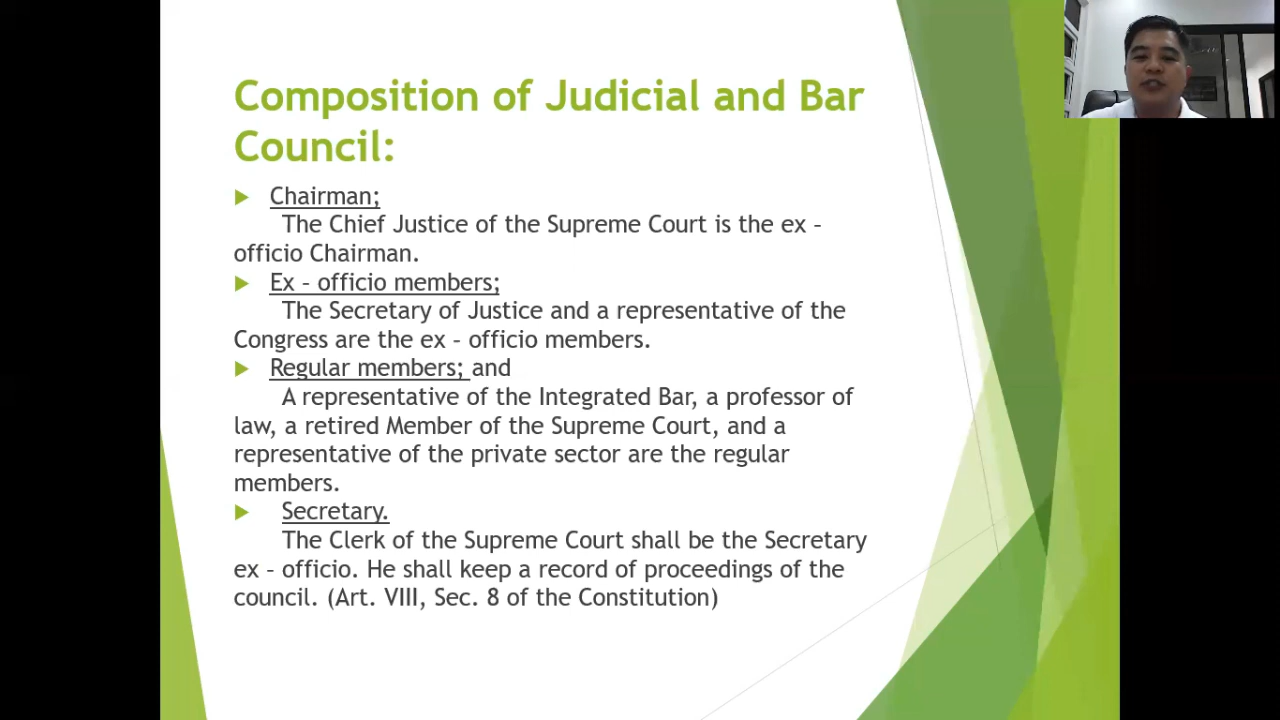 Composition of Judicial and Bar
Council:
Chairman;
The Chief Justice of the Supreme Court is the ex –
officio Chairman.
Ex – officio members;
The Secretary of Justice and a representative of the
Congress are the ex – officio members.
Regular members; and
A representative of the Integrated Bar, a professor of
law, a retired Member of the Supreme Court, and a
representative of the private sector are the regular
members.
Secretary.
The Clerk of the Supreme Court shall be the Secretary
ex – officio. He shall keep a record of proceedings of the
council. (Art. VIII, Sec. 8 of the Constitution)